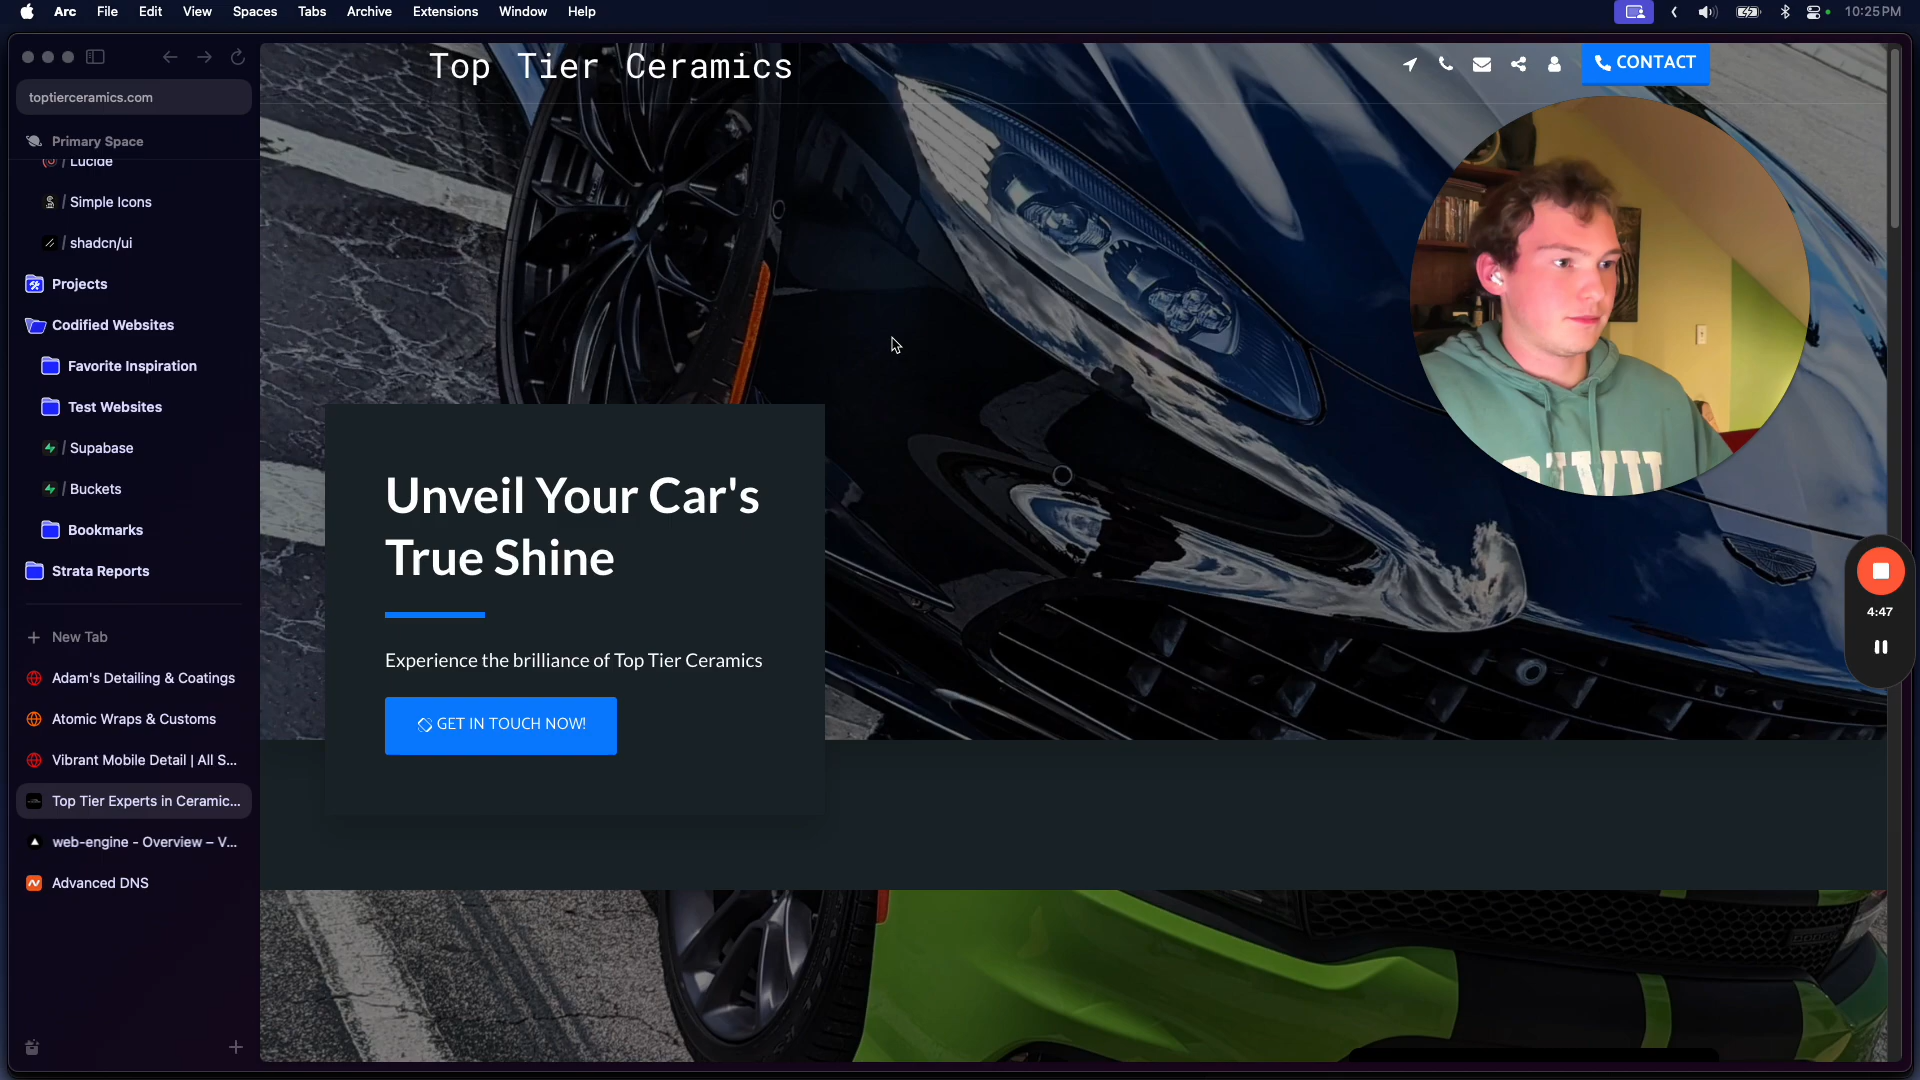 Arc File Edit View Spaces Tabs Archive Extensions Window Help
10:25PM
toptierceramics.com
Primary Space
/ Lucide
/ Simple Icons
/ shadcn/ui
Projects
Codified Websites
Favorite Inspiration
Test Websites
/ Supabase
/ Buckets
Bookmarks
Strata Reports
New Tab
Adam's Detailing & Coatings
Atomic Wraps & Customs
Vibrant Mobile Detail | All S...
Top Tier Experts in Ceramic...
web-engine - Overview – V...
Advanced DNS
Top Tier Ceramics
CONTACT
Unveil Your Car's
True Shine
Experience the brilliance of Top Tier Ceramics
GET IN TOUCH NOW!
4:47